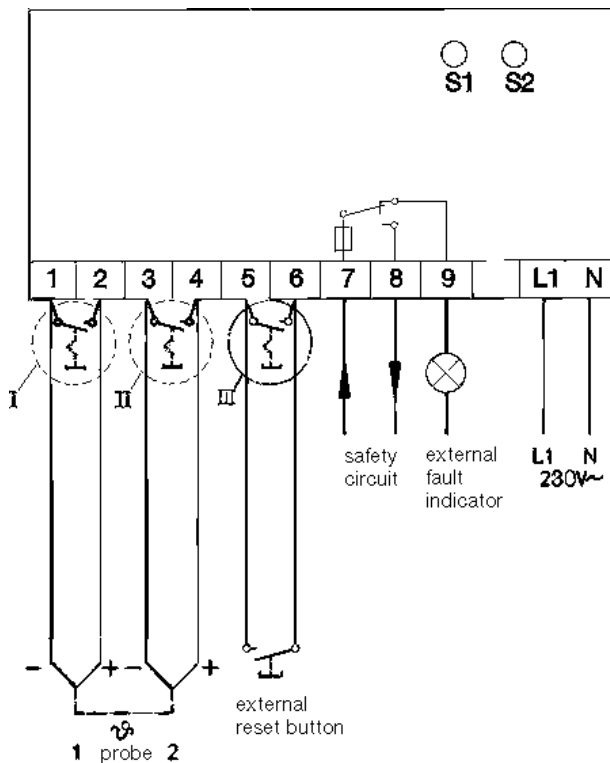 S1 S2
1 2 3 4 5 6 7 8 9 L1 N
I II III
safety circuit
external fault indicator
L1 N
230V~
- + - +
external reset button
ϑ
1 probe 2